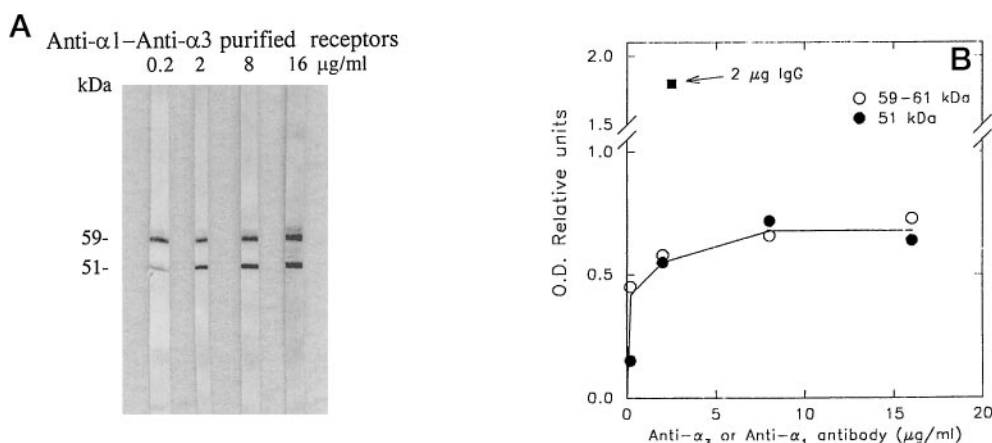 A
Anti-α1–Anti-α3 purified receptors
0.2 2 8 16 μg/ml
kDa
59-
51-
B
2.0
1.5
1.0
0.5
0.0
O.D. Relative units
2 μg IgG
59–61 kDa
51 kDa
0 5 10 15 20
Anti-α₃ or Anti-α₁ antibody (μg/ml)